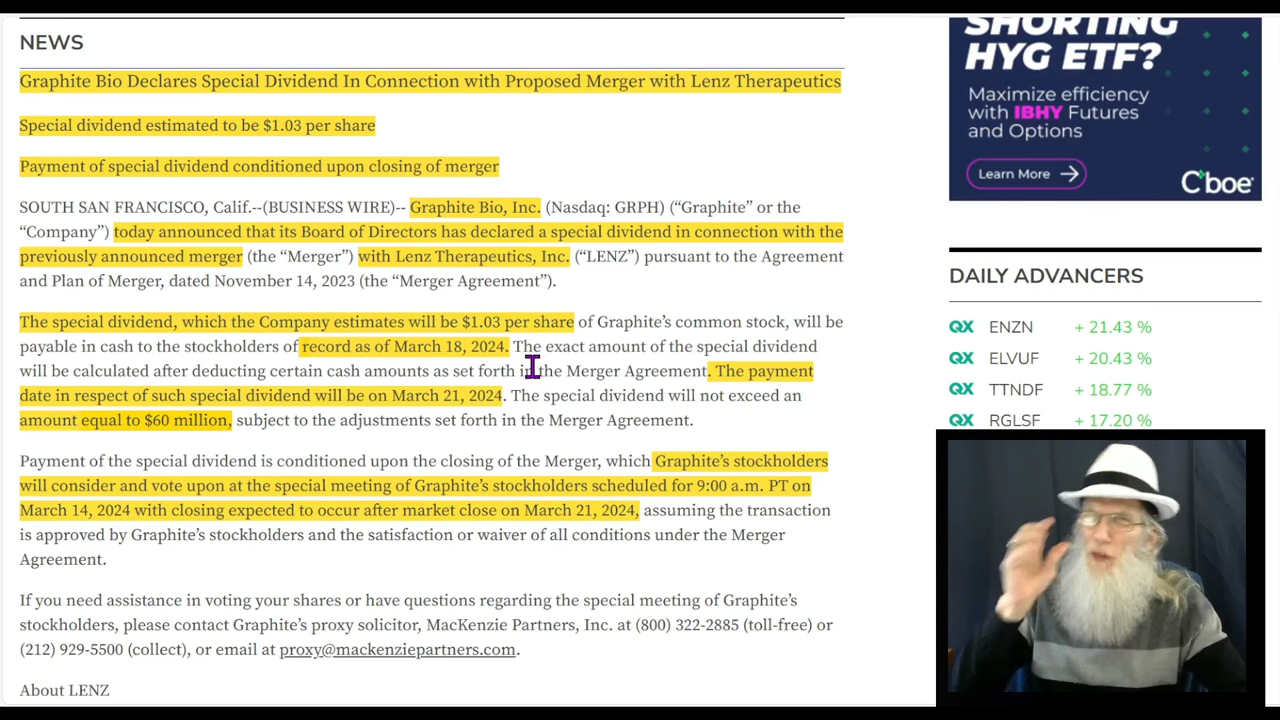 NEWS
Graphite Bio Declares Special Dividend In Connection with Proposed Merger with Lenz Therapeutics
Special dividend estimated to be $1.03 per share
Payment of special dividend conditioned upon closing of merger
SOUTH SAN FRANCISCO, Calif.--(BUSINESS WIRE)-- Graphite Bio, Inc. (Nasdaq: GRPH) (“Graphite” or the
“Company”) today announced that its Board of Directors has declared a special dividend in connection with the
previously announced merger (the “Merger”) with Lenz Therapeutics, Inc. (“LENZ”) pursuant to the Agreement
and Plan of Merger, dated November 14, 2023 (the “Merger Agreement”).
The special dividend, which the Company estimates will be $1.03 per share of Graphite’s common stock, will be
payable in cash to the stockholders of record as of March 18, 2024. The exact amount of the special dividend
will be calculated after deducting certain cash amounts as set forth in the Merger Agreement. The payment
date in respect of such special dividend will be on March 21, 2024. The special dividend will not exceed an
amount equal to $60 million, subject to the adjustments set forth in the Merger Agreement.
Payment of the special dividend is conditioned upon the closing of the Merger, which Graphite’s stockholders
will consider and vote upon at the special meeting of Graphite’s stockholders scheduled for 9:00 a.m. PT on
March 14, 2024 with closing expected to occur after market close on March 21, 2024, assuming the transaction
is approved by Graphite’s stockholders and the satisfaction or waiver of all conditions under the Merger
Agreement.
If you need assistance in voting your shares or have questions regarding the special meeting of Graphite’s
stockholders, please contact Graphite’s proxy solicitor, MacKenzie Partners, Inc. at (800) 322-2885 (toll-free) or
(212) 929-5500 (collect), or email at proxy@mackenziepartners.com.
About LENZ
SHORTING
HYG ETF?
Maximize efficiency
with IBHY Futures
and Options
Learn More
Cboe
DAILY ADVANCERS
QX ENZN + 21.43 %
QX ELVUF + 20.43 %
QX TTNDF + 18.77 %
QX RGLSF + 17.20 %